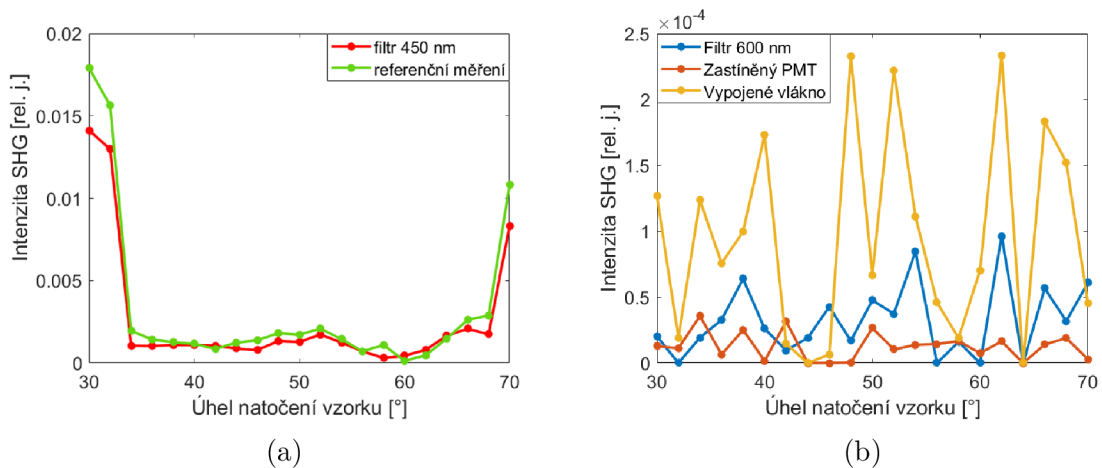 0.02
0.015
0.01
0.005
0
Intenzita SHG [rel. j.]
filtr 450 nm
referenční měření
30 40 50 60 70
Úhel natočení vzorku [°]
(a)
×10⁻⁴
2.5
2
1.5
1
0.5
0
Intenzita SHG [rel. j.]
Filtr 600 nm
Zastíněný PMT
Vypojené vlákno
30 40 50 60 70
Úhel natočení vzorku [°]
(b)